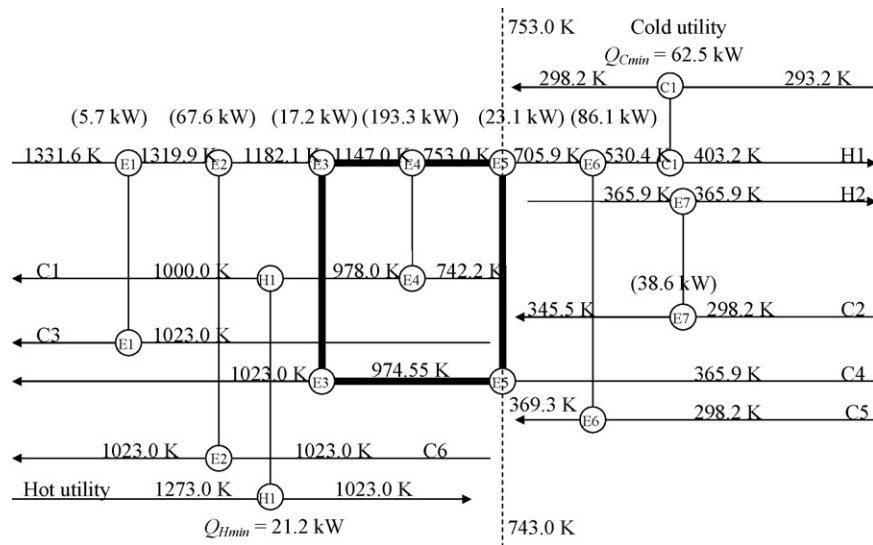 753.0 K Cold utility
Q_Cmin = 62.5 kW
298.2 K C1 293.2 K
(5.7 kW) (67.6 kW) (17.2 kW) (193.3 kW) (23.1 kW) (86.1 kW)
1331.6 K E1 1319.9 K E2 1182.1 K E3 1147.0 K E4 753.0 K E5 705.9 K E6 530.4 K C1 403.2 K H1
365.9 K E7 365.9 K H2
C1 1000.0 K H1 978.0 K E4 742.2 K
(38.6 kW)
345.5 K E7 298.2 K C2
C3 E1 1023.0 K
1023.0 K E3 974.55 K E5 365.9 K C4
369.3 K E6 298.2 K C5
1023.0 K E2 1023.0 K C6
Hot utility 1273.0 K H1 1023.0 K
Q_Hmin = 21.2 kW
743.0 K